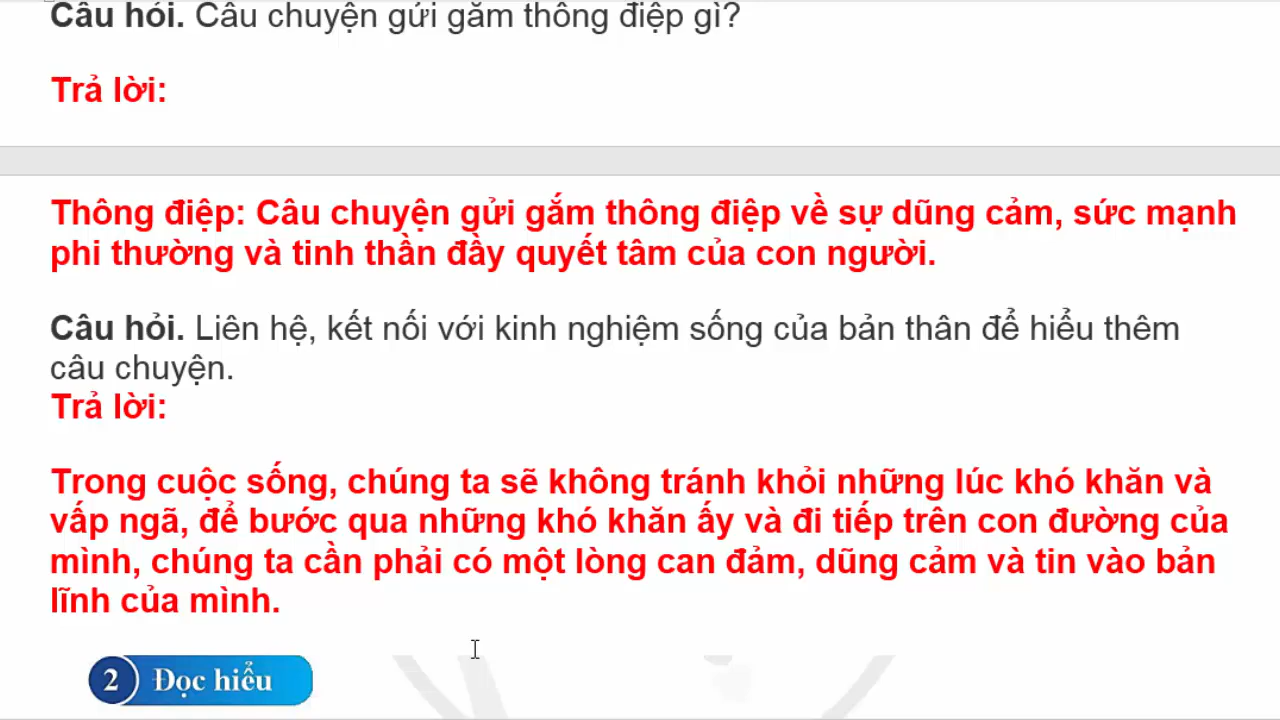 Câu hỏi. Câu chuyện gửi gắm thông điệp gì?
Trả lời:
Thông điệp: Câu chuyện gửi gắm thông điệp về sự dũng cảm, sức mạnh
phi thường và tinh thần đầy quyết tâm của con người.
Câu hỏi. Liên hệ, kết nối với kinh nghiệm sống của bản thân để hiểu thêm
câu chuyện.
Trả lời:
Trong cuộc sống, chúng ta sẽ không tránh khỏi những lúc khó khăn và
vấp ngã, để bước qua những khó khăn ấy và đi tiếp trên con đường của
mình, chúng ta cần phải có một lòng can đảm, dũng cảm và tin vào bản
lĩnh của mình.
2 Đọc hiểu